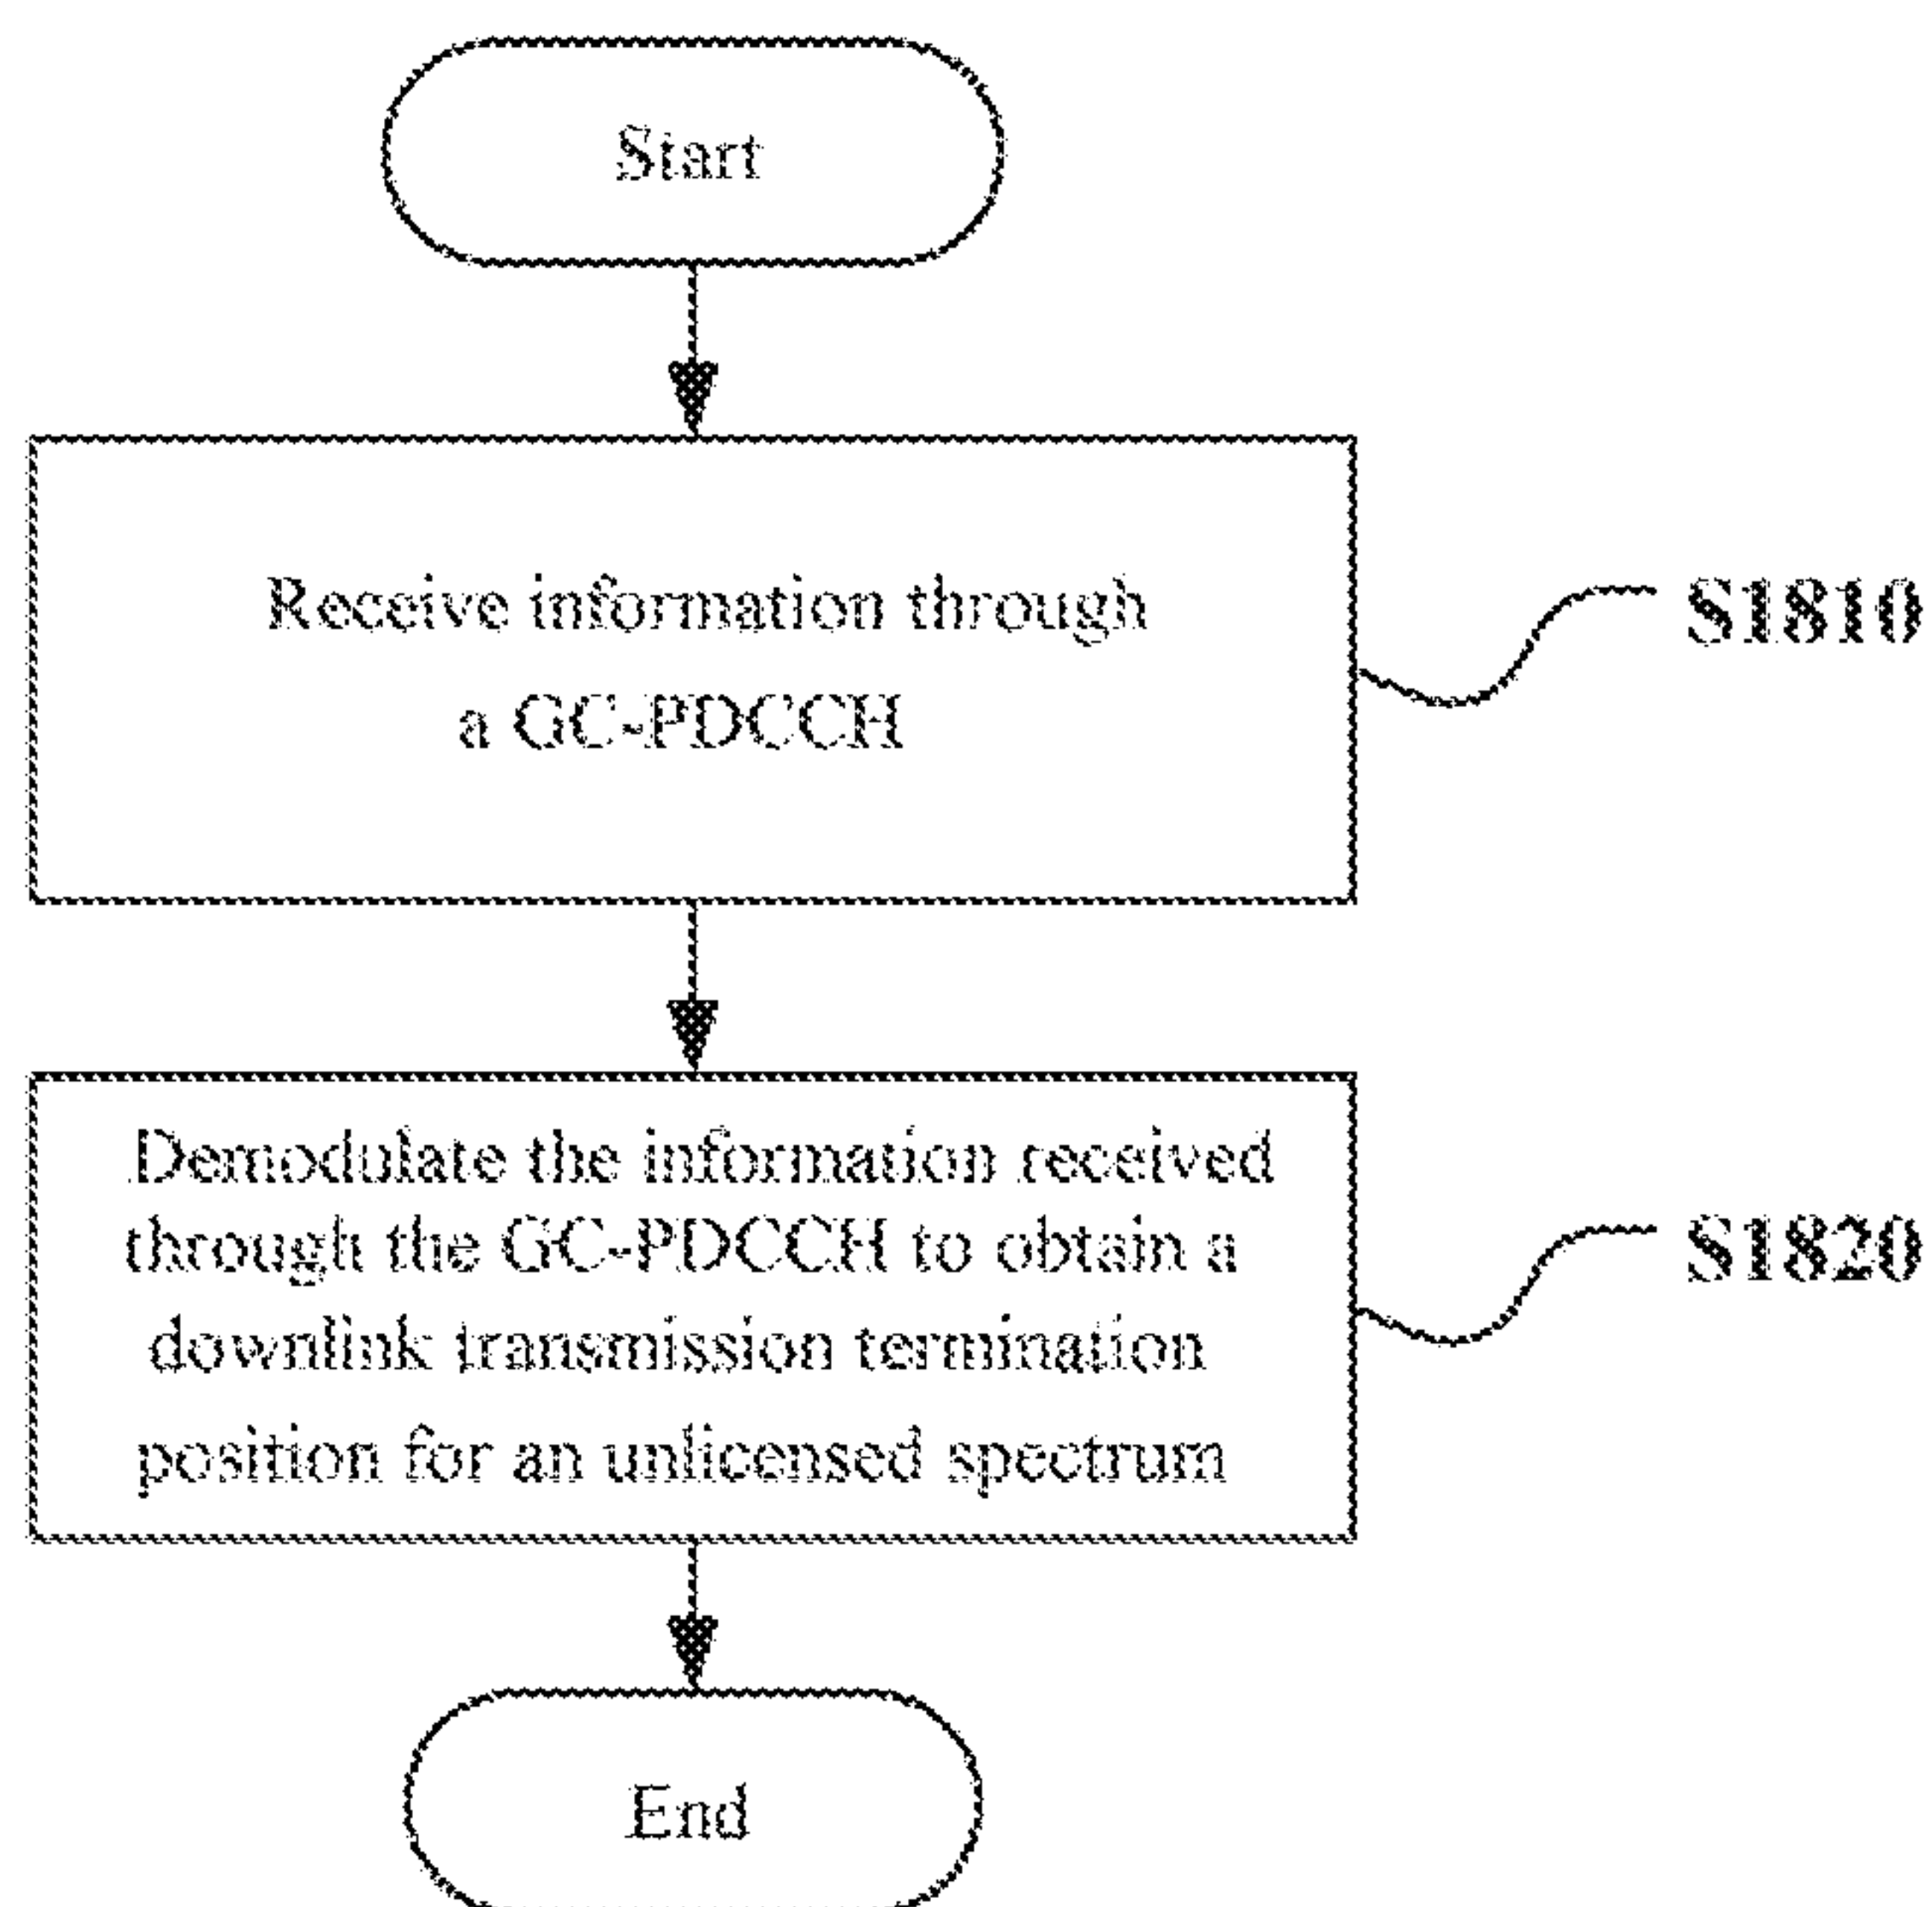 Start
Receive information through
a GC-PDCCH
S1810
Demodulate the information received
through the GC-PDCCH to obtain a
downlink transmission termination
position for an unlicensed spectrum
S1820
End